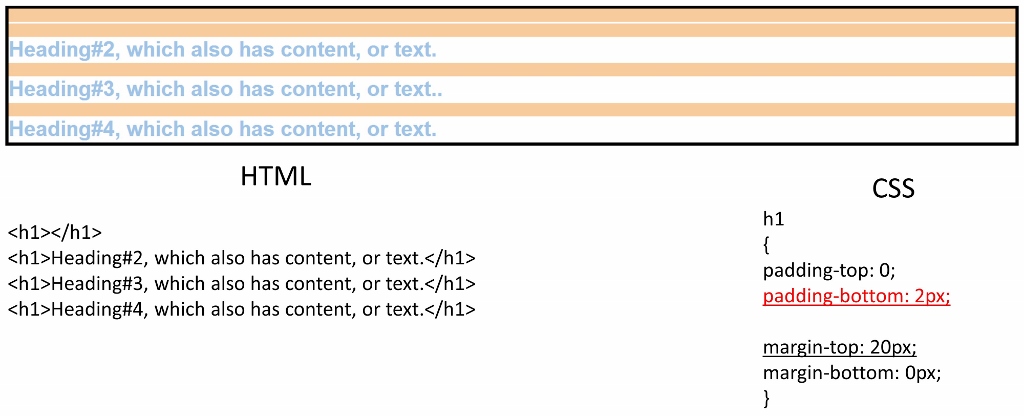 Heading#2, which also has content, or text.
Heading#3, which also has content, or text..
Heading#4, which also has content, or text.
HTML
<h1></h1>
<h1>Heading#2, which also has content, or text.</h1>
<h1>Heading#3, which also has content, or text.</h1>
<h1>Heading#4, which also has content, or text.</h1>
CSS
h1
{
padding-top: 0;
padding-bottom: 2px;
margin-top: 20px;
margin-bottom: 0px;
}